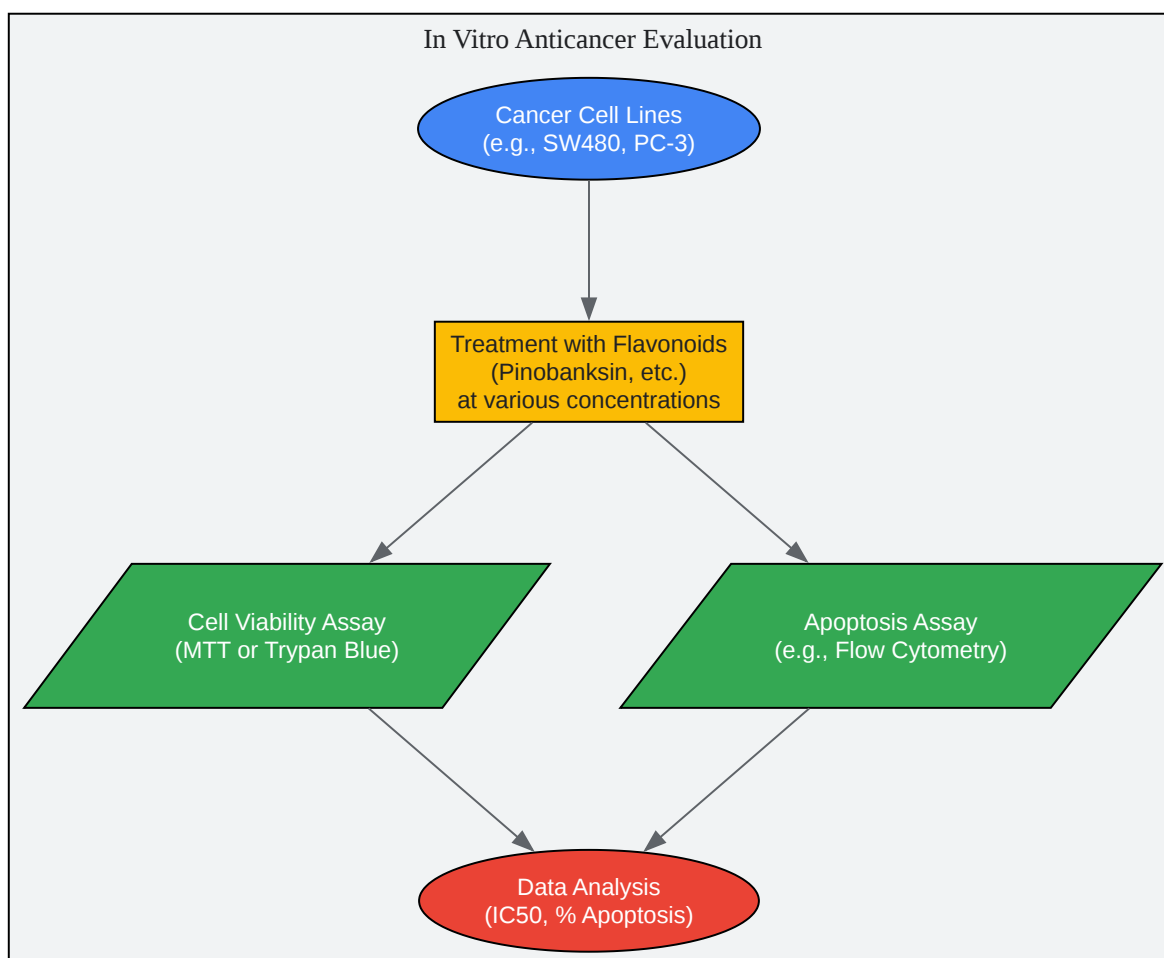 In Vitro Anticancer Evaluation
Cancer Cell Lines
(e.g., SW480, PC-3)
Treatment with Flavonoids
(Pinobanksin, etc.)
at various concentrations
Cell Viability Assay
(MTT or Trypan Blue)
Apoptosis Assay
(e.g., Flow Cytometry)
Data Analysis
(IC50, % Apoptosis)